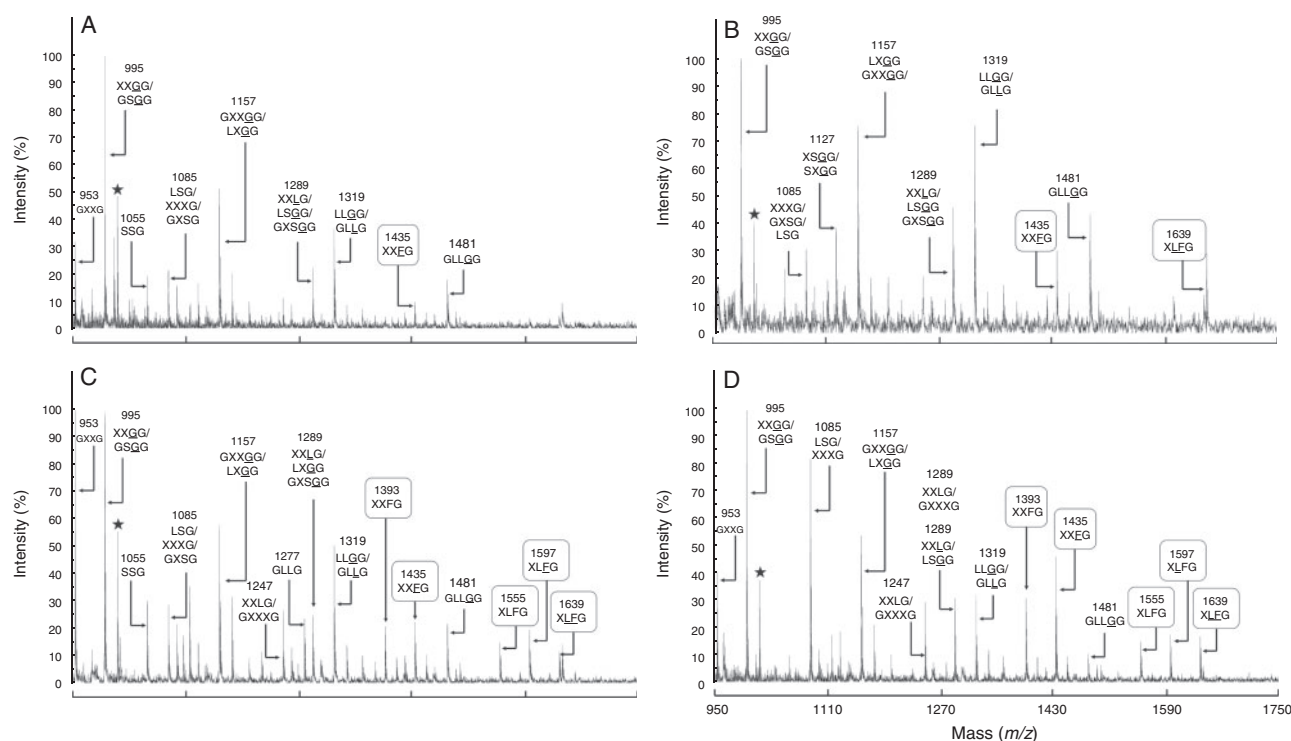 A
Intensity (%)
100
90
80
70
60
50
40
30
20
10
0
953
GXXG
995
XXGG/
GSGG
★
1055
SSG
1085
LSG/
XXXG/
GXSG
1157
GXXGG/
LXGG
1289
XXLG/
LSGG/
GXSGG
1319
LLGG/
GLLG
1435
XXFG
1481
GLLGG
B
Intensity (%)
100
90
80
70
60
50
40
30
20
10
0
995
XXGG/
GSGG
★
1085
XXXG/
GXSG/
LSG
1127
XSGG/
SXGG
1157
LXGG
GXXGG/
1289
XXLG/
LSGG
GXSGG
1319
LLGG/
GLLG
1435
XXFG
1481
GLLGG
1639
XLFG
C
Intensity (%)
100
90
80
70
60
50
40
30
20
10
0
953
GXXG
995
XXGG/
GSGG
★
1055
SSG
1085
LSG/
XXXG/
GXSG
1157
GXXGG/
LXGG
1247
XXLG/
GXXXG
1277
GLLG
1289
XXLG/
LXGG
GXSGG
1319
LLGG/
GLLG
1393
XXFG
1435
XXFG
1481
GLLGG
1555
XLFG
1597
XLFG
1639
XLFG
D
Intensity (%)
100
90
80
70
60
50
40
30
20
10
0
953
GXXG
995
XXGG/
GSGG
★
1085
LSG/
XXXG
1157
GXXGG/
LXGG
1247
XXLG/
GXXXG
1289
XXLG/
GXXXG
1289
XXLG/
LSGG
1319
LLGG/
GLLG
1393
XXFG
1435
XXFG
1481
GLLGG
1555
XLFG
1597
XLFG
1639
XLFG
950
1110
1270
1430
1590
1750
Mass (m/z)